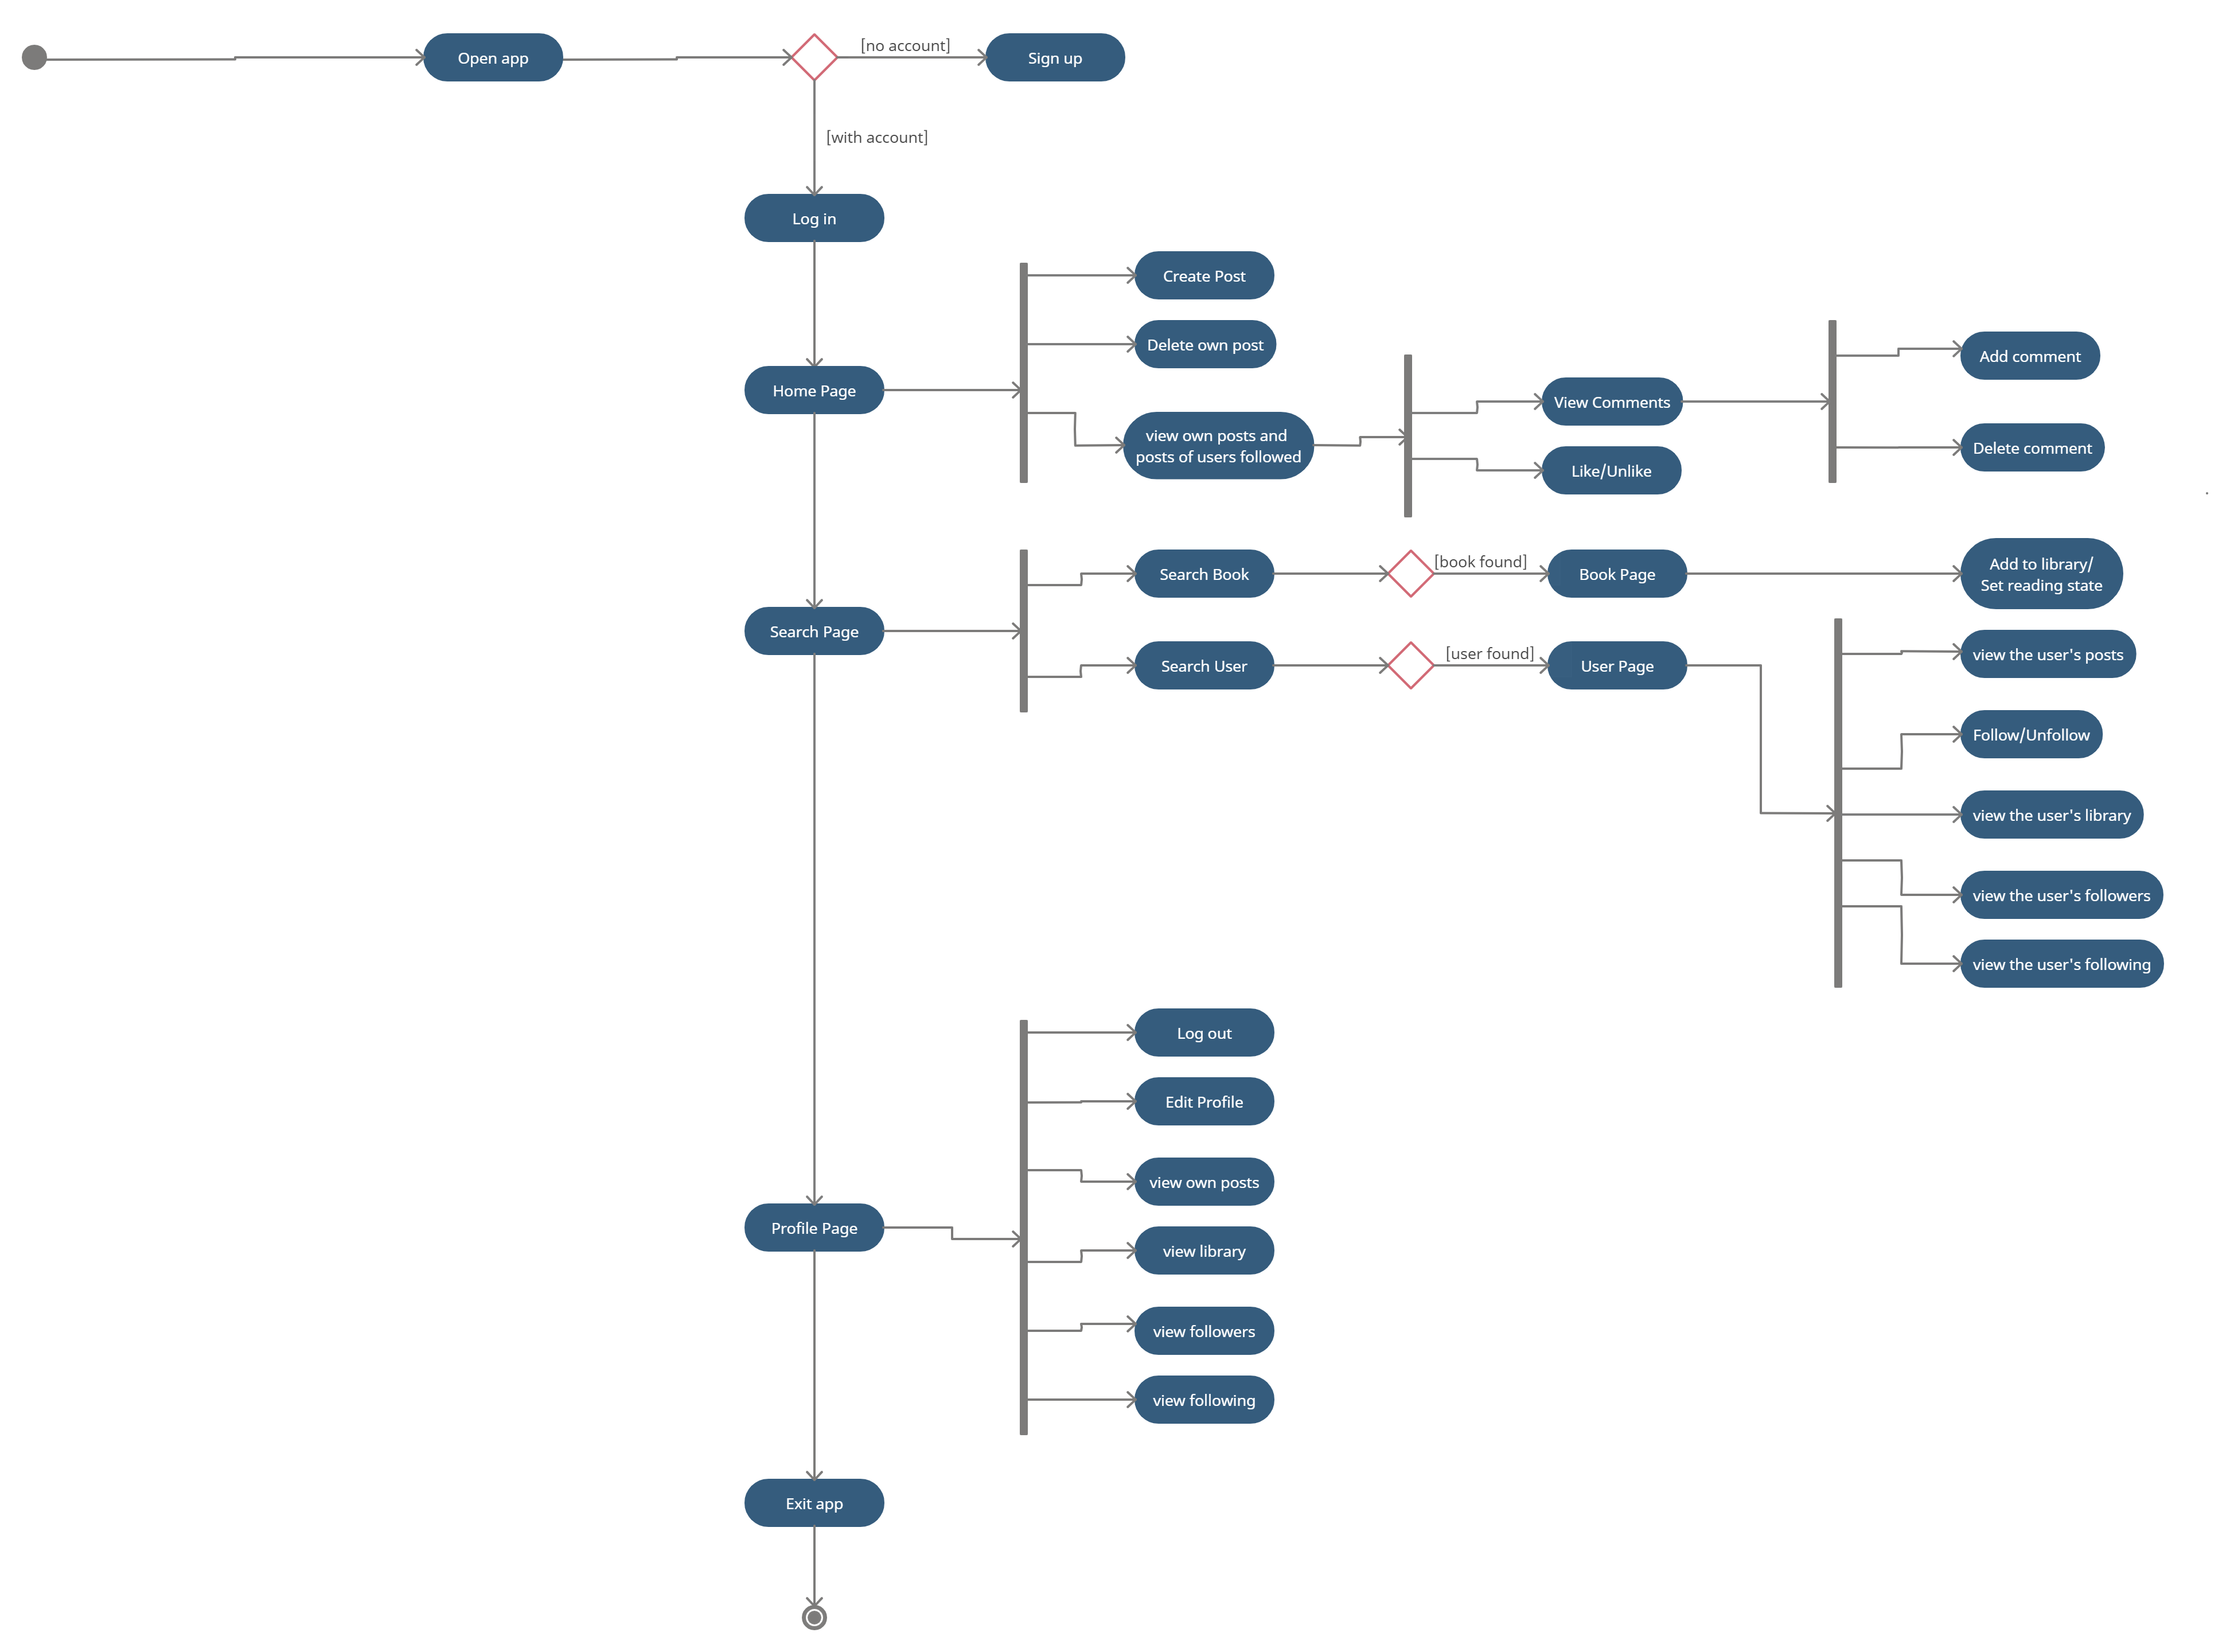 Open app
[no account]
Sign up
[with account]
Log in
Create Post
Delete own post
Home Page
view own posts and
posts of users followed
View Comments
Like/Unlike
Add comment
Delete comment
Search Page
Search Book
[book found]
Book Page
Add to library/
Set reading state
Search User
[user found]
User Page
view the user's posts
Follow/Unfollow
view the user's library
view the user's followers
view the user's following
Profile Page
Log out
Edit Profile
view own posts
view library
view followers
view following
Exit app